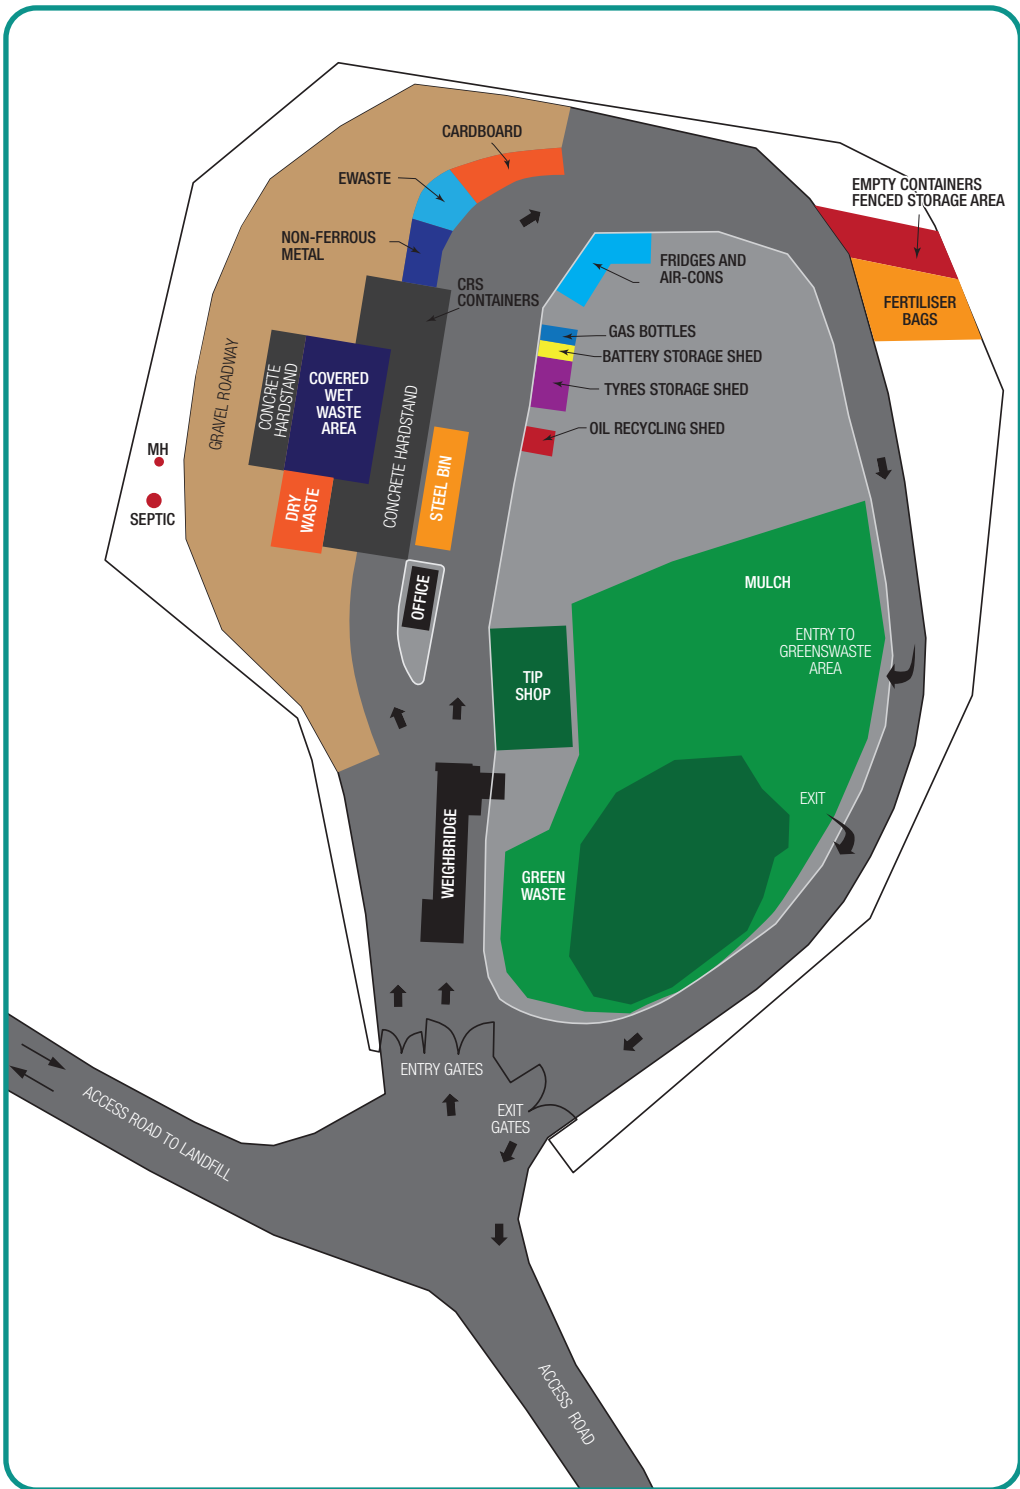 CARDBOARD
EWASTE
NON-FERROUS
METAL
EMPTY CONTAINERS
FENCED STORAGE AREA
FERTILISER
BAGS
FRIDGES AND
AIR-CONS
CRS
CONTAINERS
GAS BOTTLES
BATTERY STORAGE SHED
TYRES STORAGE SHED
OIL RECYCLING SHED
GRAVEL ROADWAY
CONCRETE
HARDSTAND
COVERED
WET
WASTE
AREA
CONCRETE HARDSTAND
STEEL BIN
DRY
WASTE
MH
SEPTIC
OFFICE
MULCH
ENTRY TO
GREENSWASTE
AREA
TIP
SHOP
EXIT
WEIGHBRIDGE
GREEN
WASTE
ENTRY GATES
EXIT
GATES
ACCESS ROAD TO LANDFILL
ACCESS ROAD